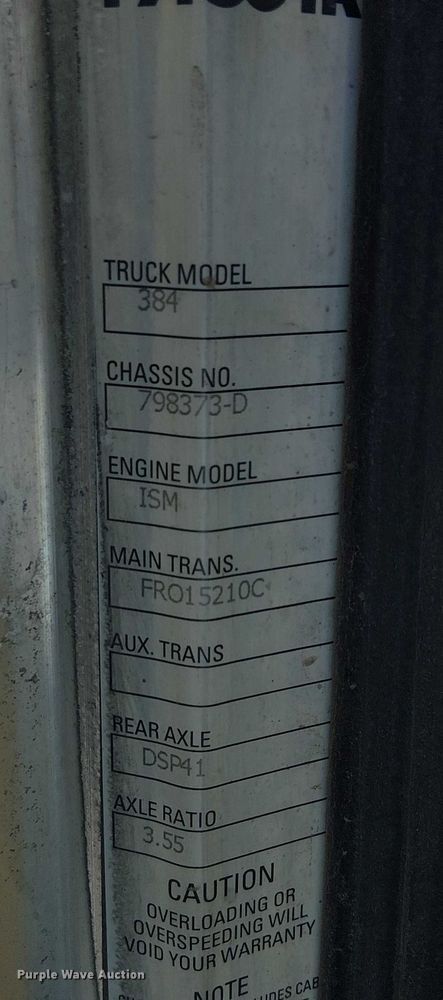 TRUCK MODEL
384
CHASSIS NO.
798373-D
ENGINE MODEL
ISM
MAIN TRANS.
FRO15210C
AUX. TRANS
REAR AXLE
DSP41
AXLE RATIO
3.55
CAUTION
OVERLOADING OR
OVERSPEEDING WILL
VOID YOUR WARRANTY
NOTE
CAB
Purple Wave Auction